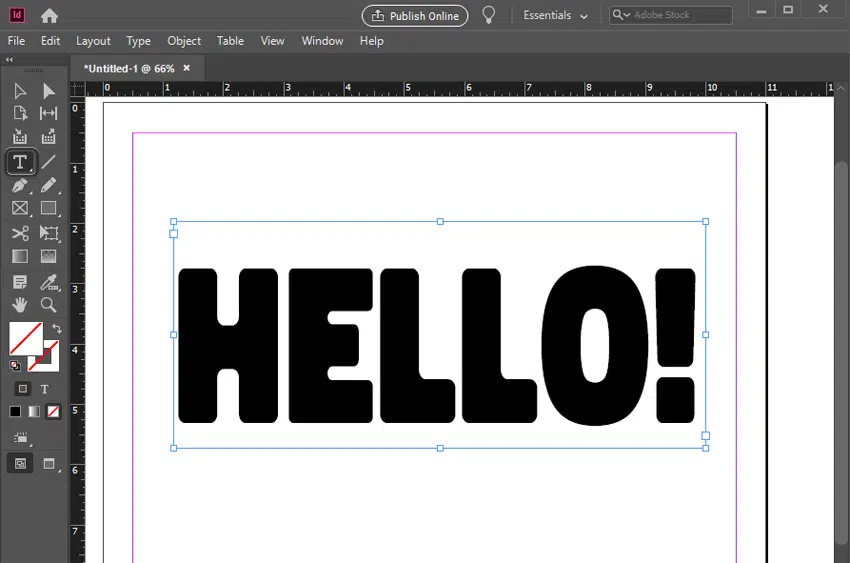 Id
Publish Online
Essentials
Adobe Stock
File Edit Layout Type Object Table View Window Help
*Untitled-1 @ 66%
0 1 2 3 4 5 6 7 8 9 10 11 1
0
1
2
3
4
5
6
7
T
T
HELLO!